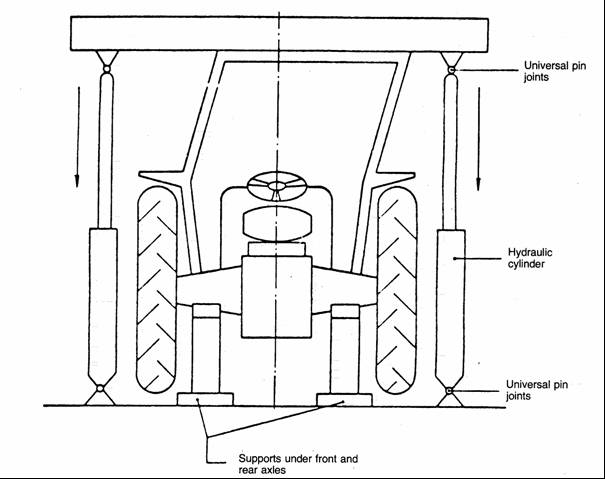 Universal pin
joints
Hydraulic
cylinder
Universal pin
joints
Supports under front and
rear axles